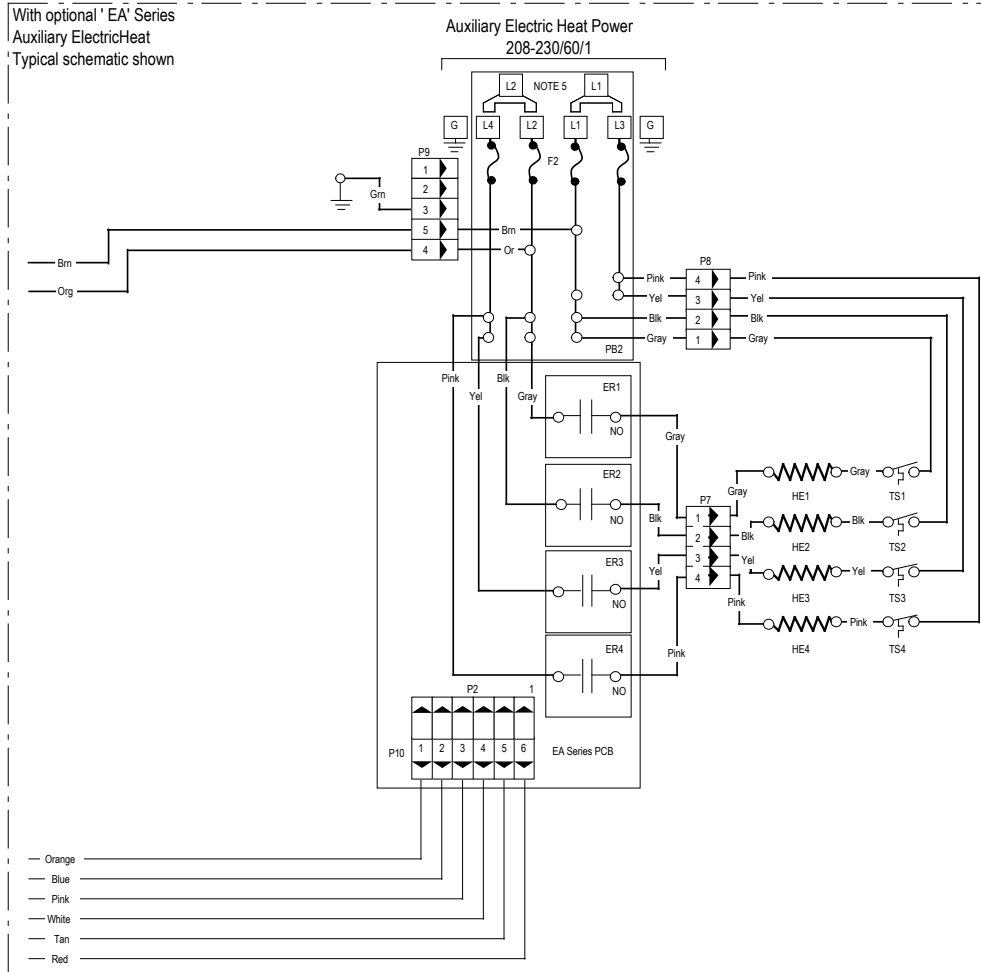 With optional ' EA' Series
Auxiliary ElectricHeat
Typical schematic shown
Auxiliary Electric Heat Power
208-230/60/1
L2 NOTE 5 L1
G L4 L2 L1 L3 G
F2
P9
1
2
3
5
4
Grn
Brn
Or
Brn
Org
P8
Pink 4 Pink
Yel 3 Yel
Blk 2 Blk
Gray 1 Gray
PB2
Pink
Yel
Blk
Gray
ER1
NO
Gray
ER2
NO
Blk
ER3
NO
Yel
ER4
NO
Pink
P7
1
2
3
4
Gray
Blk
Yel
Pink
Gray
HE1 TS1
Blk
HE2 TS2
Yel
HE3 TS3
Pink
HE4 TS4
P2 1
P10 1 2 3 4 5 6
EA Series PCB
Orange
Blue
Pink
White
Tan
Red